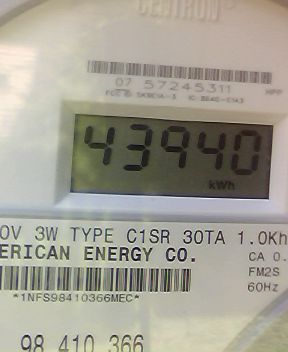 CENTRON
07 57245311
43940
kWh
0V 3W TYPE C1SR 30TA 1.0Kh
ERICAN ENERGY CO.
CA 0.
FM2S
60Hz
*1NFS98410366MEC*
98 410 366